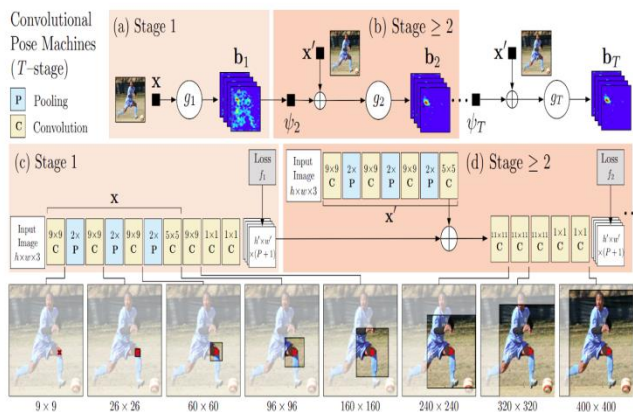 Convolutional
Pose Machines
(T–stage)
P Pooling
C Convolution
(a) Stage 1
x
g₁
b₁
(b) Stage ≥ 2
x′
ψ₂
g₂
b₂
x′
ψ_T
g_T
b_T
(c) Stage 1
Input
Image
h×w×3
x
9×9 C
2× P
9×9 C
2× P
9×9 C
2× P
5×5 C
9×9 C
1×1 C
1×1 C
Loss
f₁
h′×w′
×(P+1)
(d) Stage ≥ 2
Input
Image
h×w×3
9×9 C
2× P
9×9 C
2× P
9×9 C
2× P
5×5 C
x′
11×11 C
11×11 C
11×11 C
1×1 C
1×1 C
Loss
f₂
h′×w′
×(P+1)
9 × 9
26 × 26
60 × 60
96 × 96
160 × 160
240 × 240
320 × 320
400 × 400